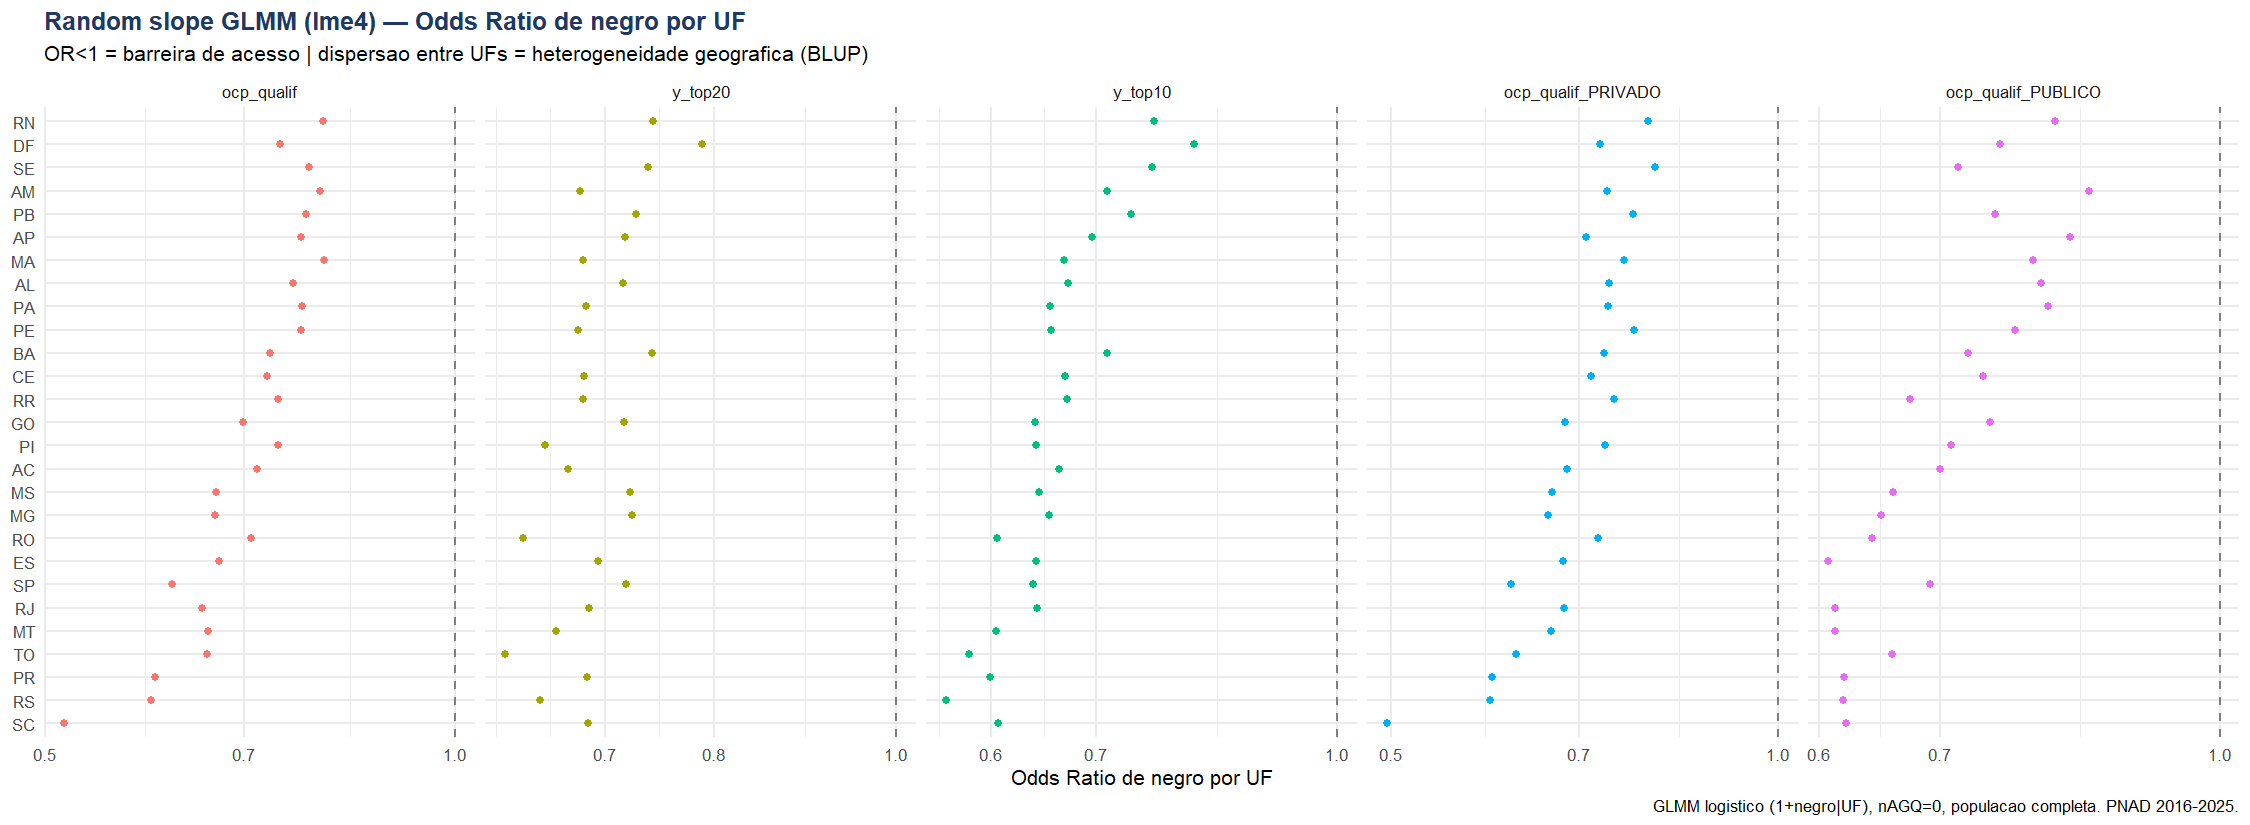 Random slope GLMM (lme4) — Odds Ratio de negro por UF
OR<1 = barreira de acesso | dispersao entre UFs = heterogeneidade geografica (BLUP)
ocp_qualif y_top20 y_top10 ocp_qualif_PRIVADO ocp_qualif_PUBLICO
RN
DF
SE
AM
PB
AP
MA
AL
PA
PE
BA
CE
RR
GO
PI
AC
MS
MG
RO
ES
SP
RJ
MT
TO
PR
RS
SC
0.5 0.7 1.0 0.7 0.8 1.0 0.6 0.7 1.0 0.5 0.7 1.0 0.6 0.7 1.0
Odds Ratio de negro por UF
GLMM logistico (1+negro|UF), nAGQ=0, populacao completa. PNAD 2016-2025.